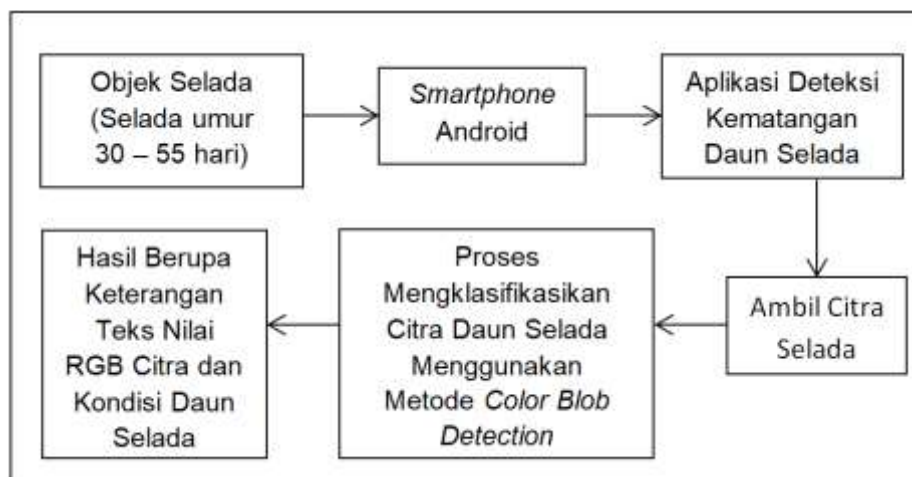 Objek Selada
(Selada umur
30 – 55 hari)
Smartphone
Android
Aplikasi Deteksi
Kematangan
Daun Selada
Ambil Citra
Selada
Proses
Mengklasifikasikan
Citra Daun Selada
Menggunakan
Metode Color Blob
Detection
Hasil Berupa
Keterangan
Teks Nilai
RGB Citra dan
Kondisi Daun
Selada